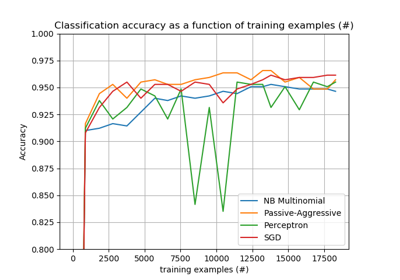 Classification accuracy as a function of training examples (#)
1.000
0.975
0.950
0.925
0.900
0.875
0.850
0.825
0.800
Accuracy
NB Multinomial
Passive-Aggressive
Perceptron
SGD
0 2500 5000 7500 10000 12500 15000 17500
training examples (#)